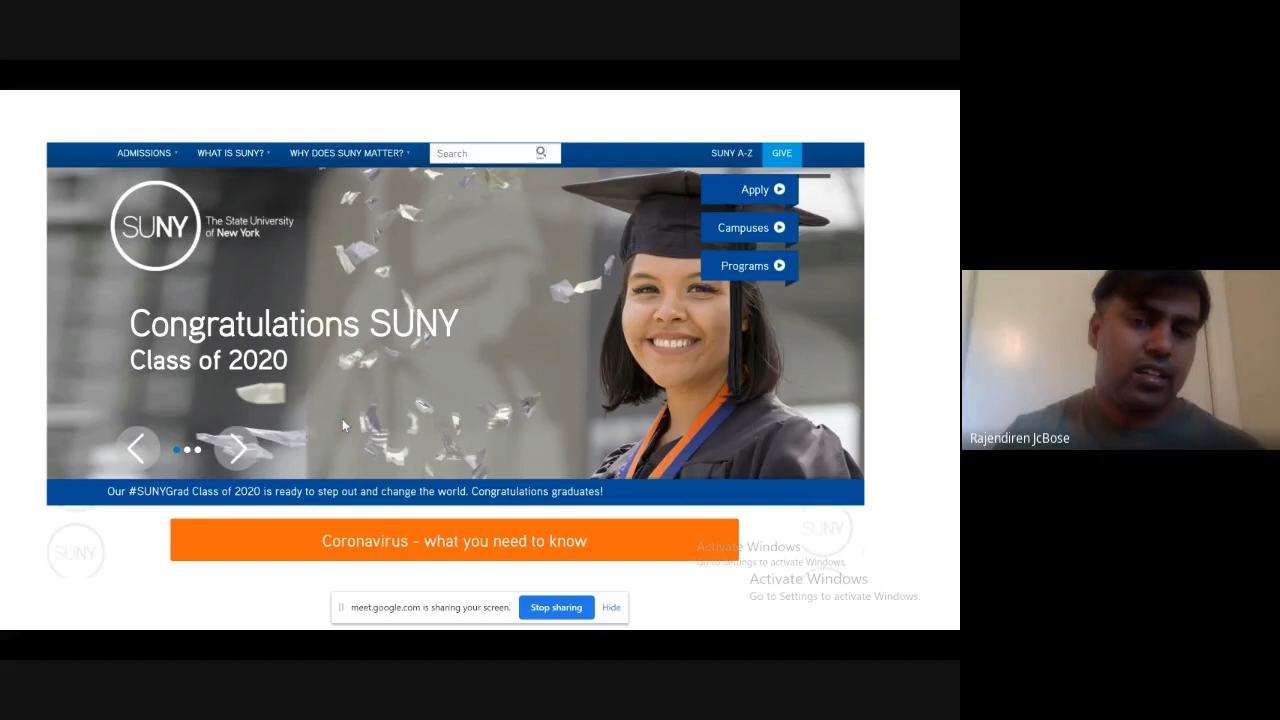 ADMISSIONS
WHAT IS SUNY?
WHY DOES SUNY MATTER?
Search
SUNY A-Z
GIVE
Apply
Campuses
Programs
SUNY
The State University
of New York
Congratulations SUNY
Class of 2020
Our #SUNYGrad Class of 2020 is ready to step out and change the world. Congratulations graduates!
Coronavirus - what you need to know
SUNY
SUNY
Activate Windows
Go to Settings to activate Windows.
Activate Windows
Go to Settings to activate Windows.
meet.google.com is sharing your screen.
Stop sharing
Hide
Rajendiren JcBose